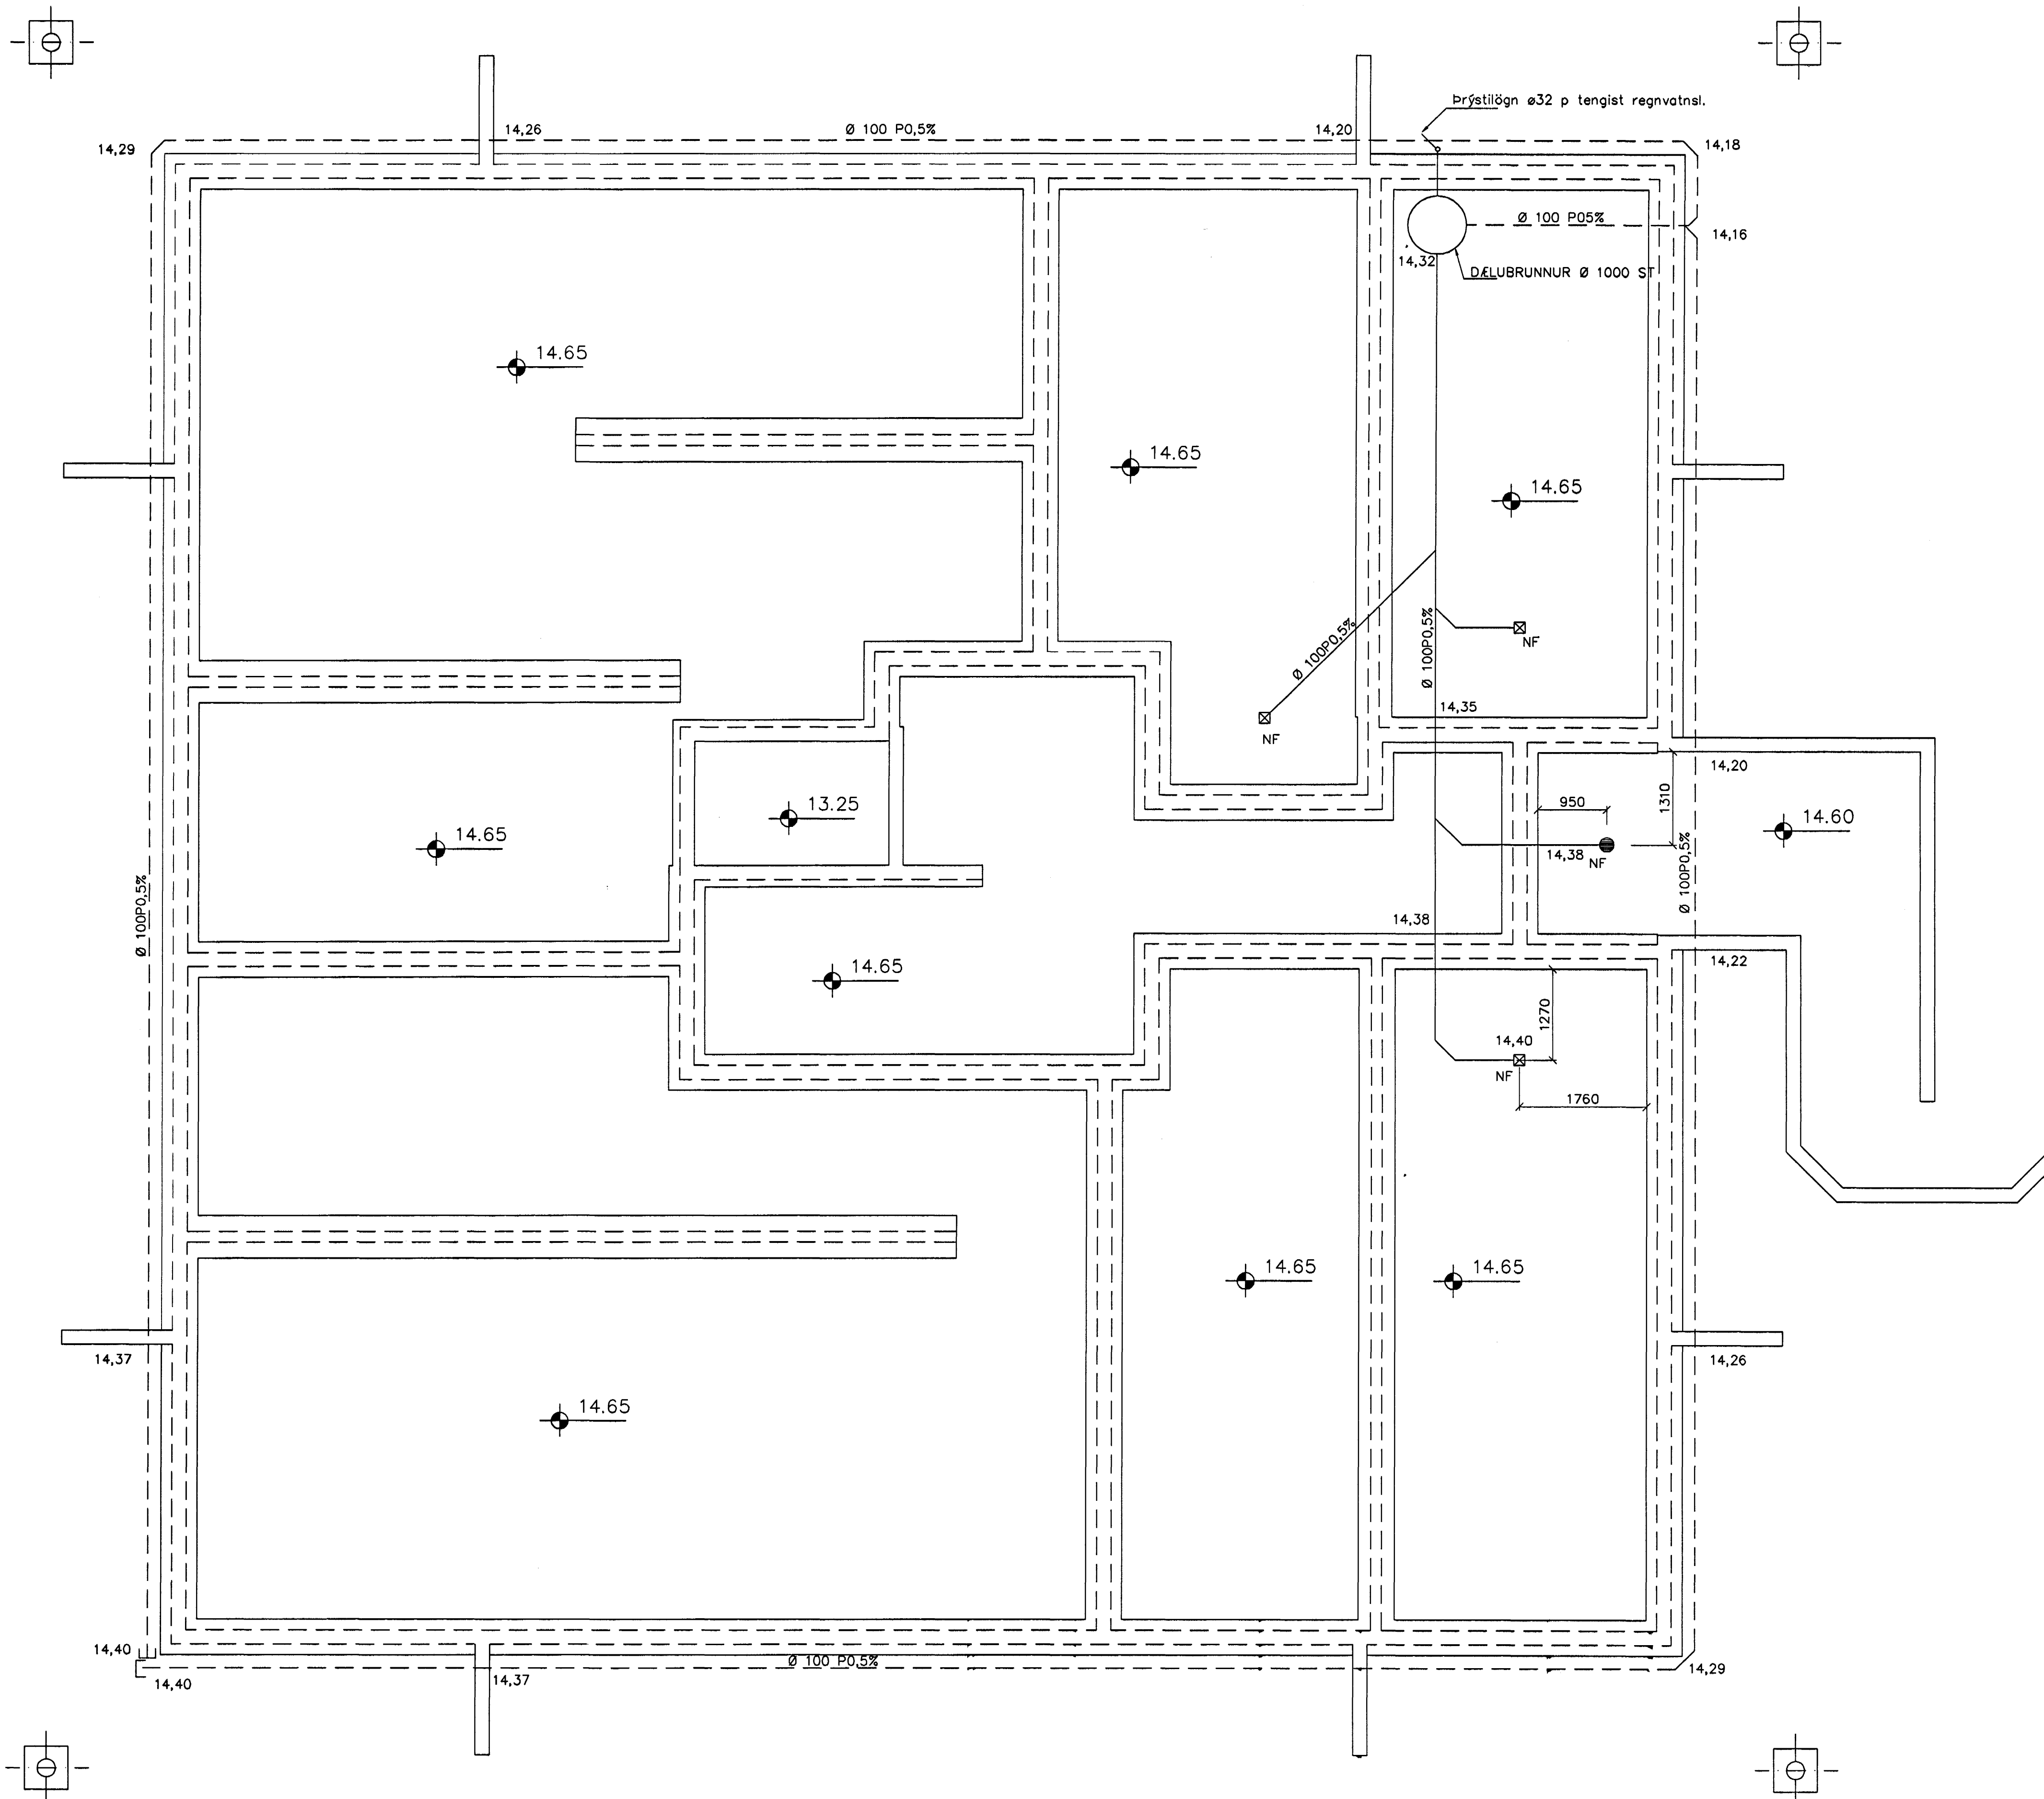 Þrýstilögn ø32 p tengist regnvatnsl.
14,29
14,26
Ø 100 P0,5%
14,20
14,18
Ø 100 P05%
14,16
14,32
DÆLUBRUNNUR Ø 1000 ST
14.65
14.65
14.65
Ø 100P0,5%
Ø 100P0,5%
NF
NF
14,35
14,20
1310
950
13.25
14.65
14.60
14,38
NF
Ø 100P0,5%
Ø 100P0,5%
14,38
14,22
14.65
1270
14,40
NF
1760
14.65
14.65
14,37
14,26
14.65
14,40
Ø 100 P0,5%
14,40
14,37
14,29